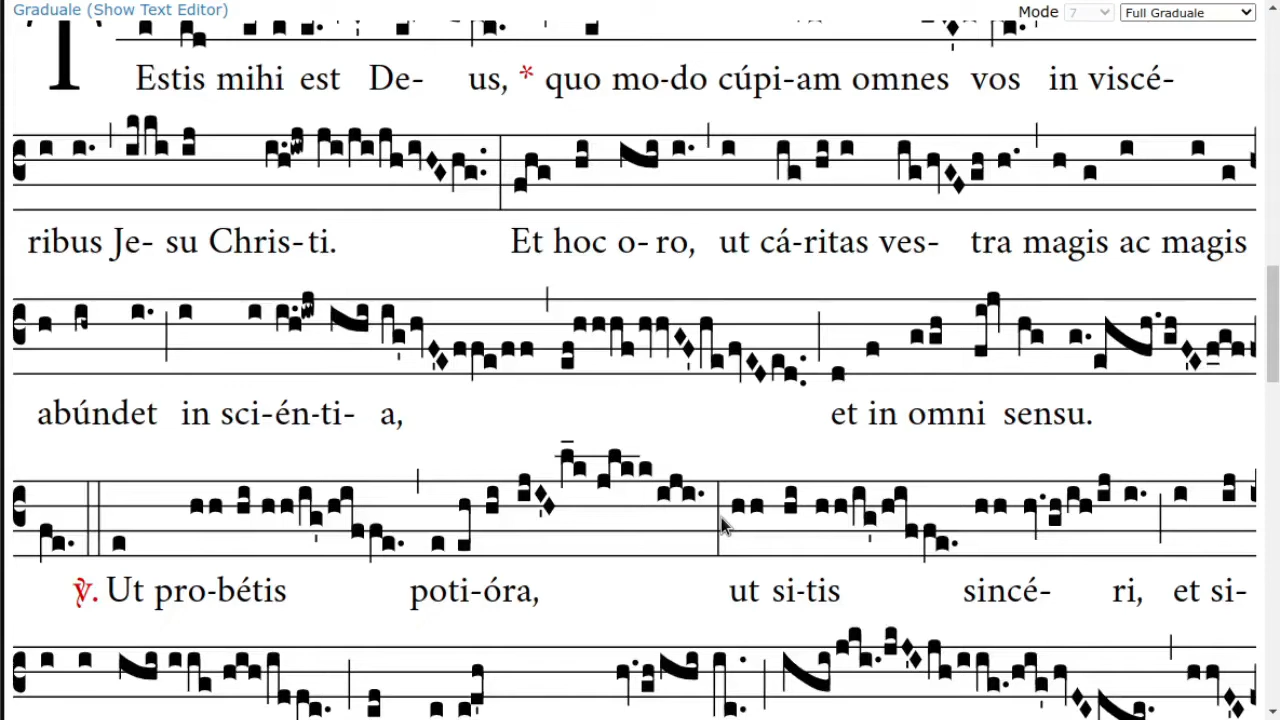 Graduale (Show Text Editor) Mode 7 Full Graduale
T Estis mihi est De- us, * quo mo-do cúpi-am omnes vos in viscé-
ribus Je- su Chris-ti. Et hoc o-ro, ut cá-ritas ves- tra magis ac magis
abúndet in sci-én-ti- a, et in omni sensu.
℣. Ut pro-bétis poti-óra, ut si-tis sincé- ri, et si-